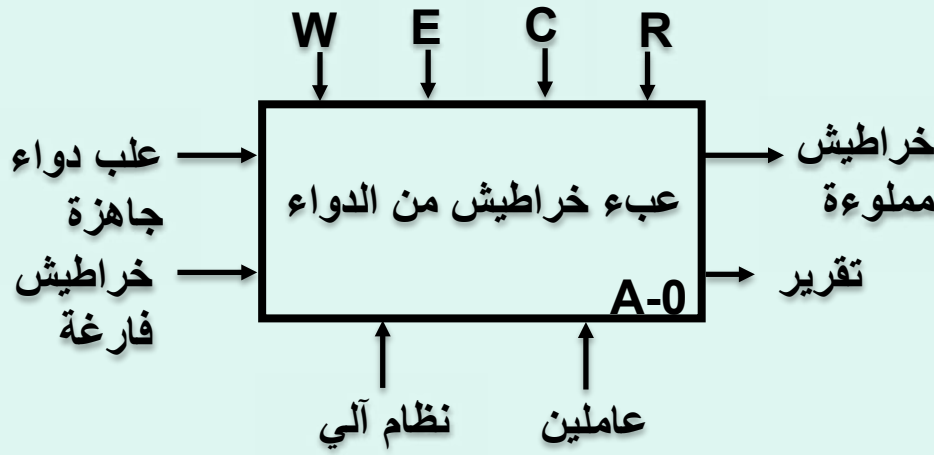 W
E
C
R
علب دواء
جاهزة
خراطيش
فارغة
عبء خراطيش من الدواء
A-0
خراطيش
مملوءة
تقرير
نظام آلي
عاملين